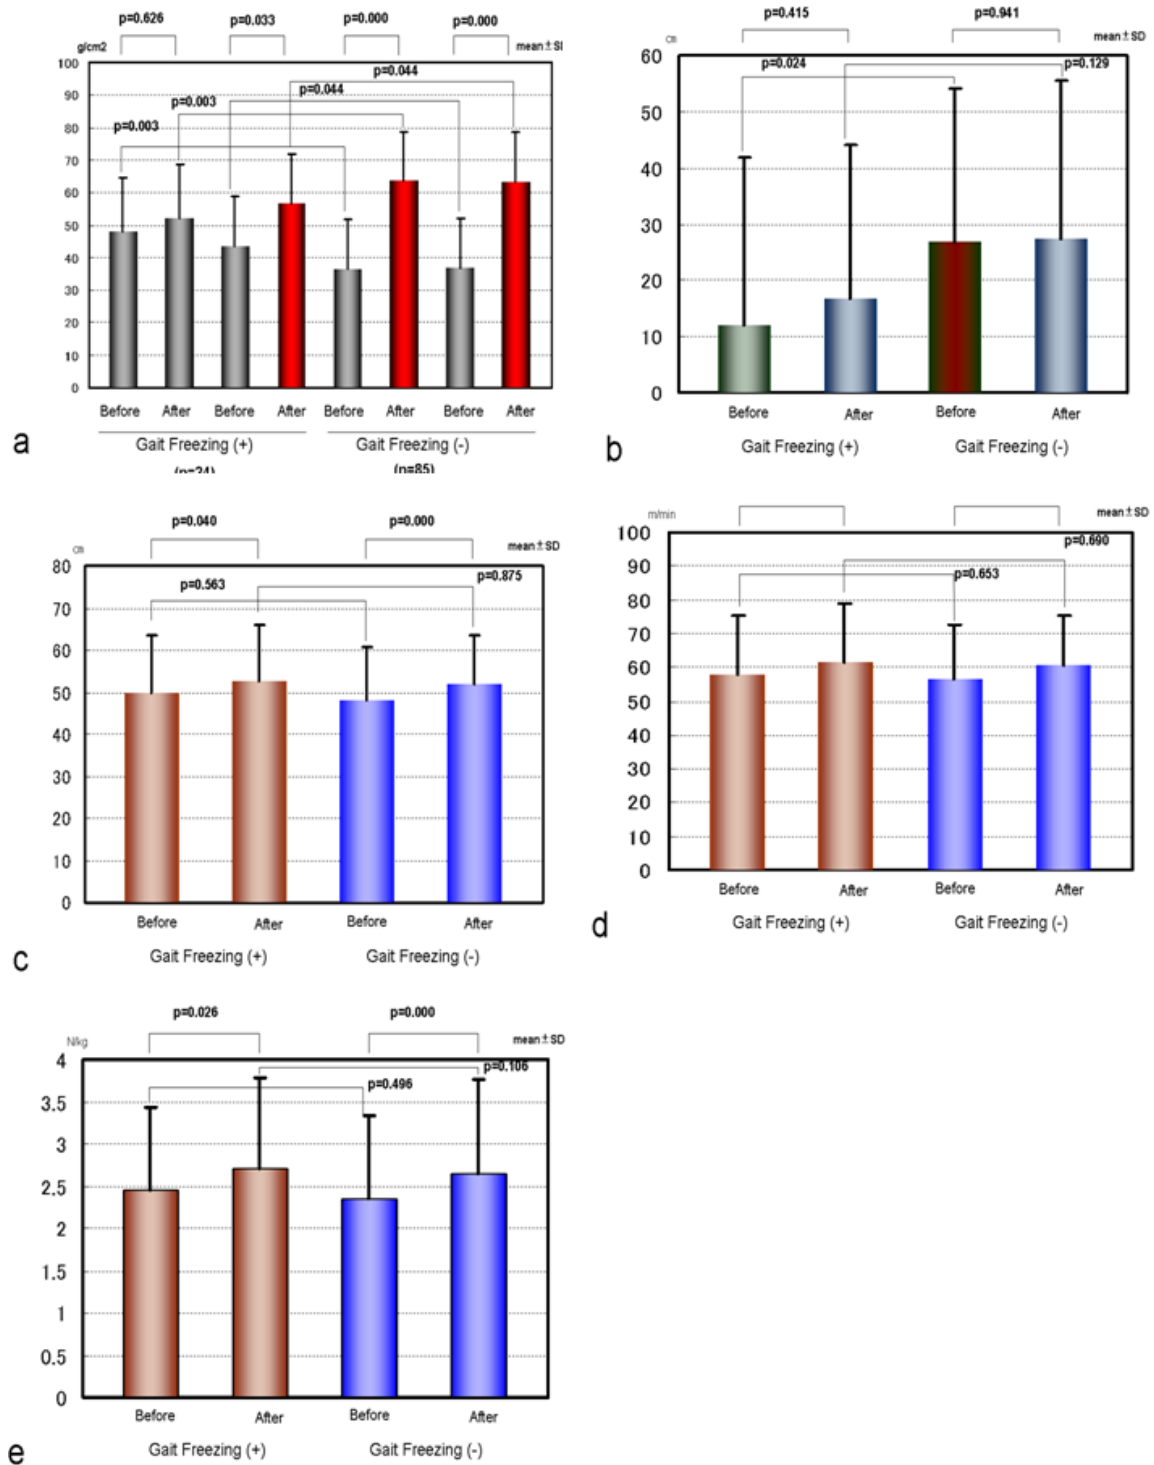 p=0.626 p=0.033 p=0.000 p=0.000
g/cm2 mean±SI
100
p=0.044
90
p=0.044
p=0.003
80
p=0.003
70
60
50
40
30
20
10
0
Before After Before After Before After Before After
a Gait Freezing (+) Gait Freezing (-)
(n=85)
p=0.415 p=0.941
cm mean±SD
60
p=0.024 p=0.129
50
40
30
20
10
0
Before After Before After
b Gait Freezing (+) Gait Freezing (-)
p=0.040 p=0.000
cm mean±SD
80
p=0.563 p=0.875
70
60
50
40
30
20
10
0
Before After Before After
c Gait Freezing (+) Gait Freezing (-)
m/min mean±SD
100
p=0.690
90
p=0.653
80
70
60
50
40
30
20
10
0
Before After Before After
d Gait Freezing (+) Gait Freezing (-)
p=0.026 p=0.000
N/kg mean±SD
4
p=0.106
p=0.496
3.5
3
2.5
2
1.5
1
0.5
0
Before After Before After
e Gait Freezing (+) Gait Freezing (-)